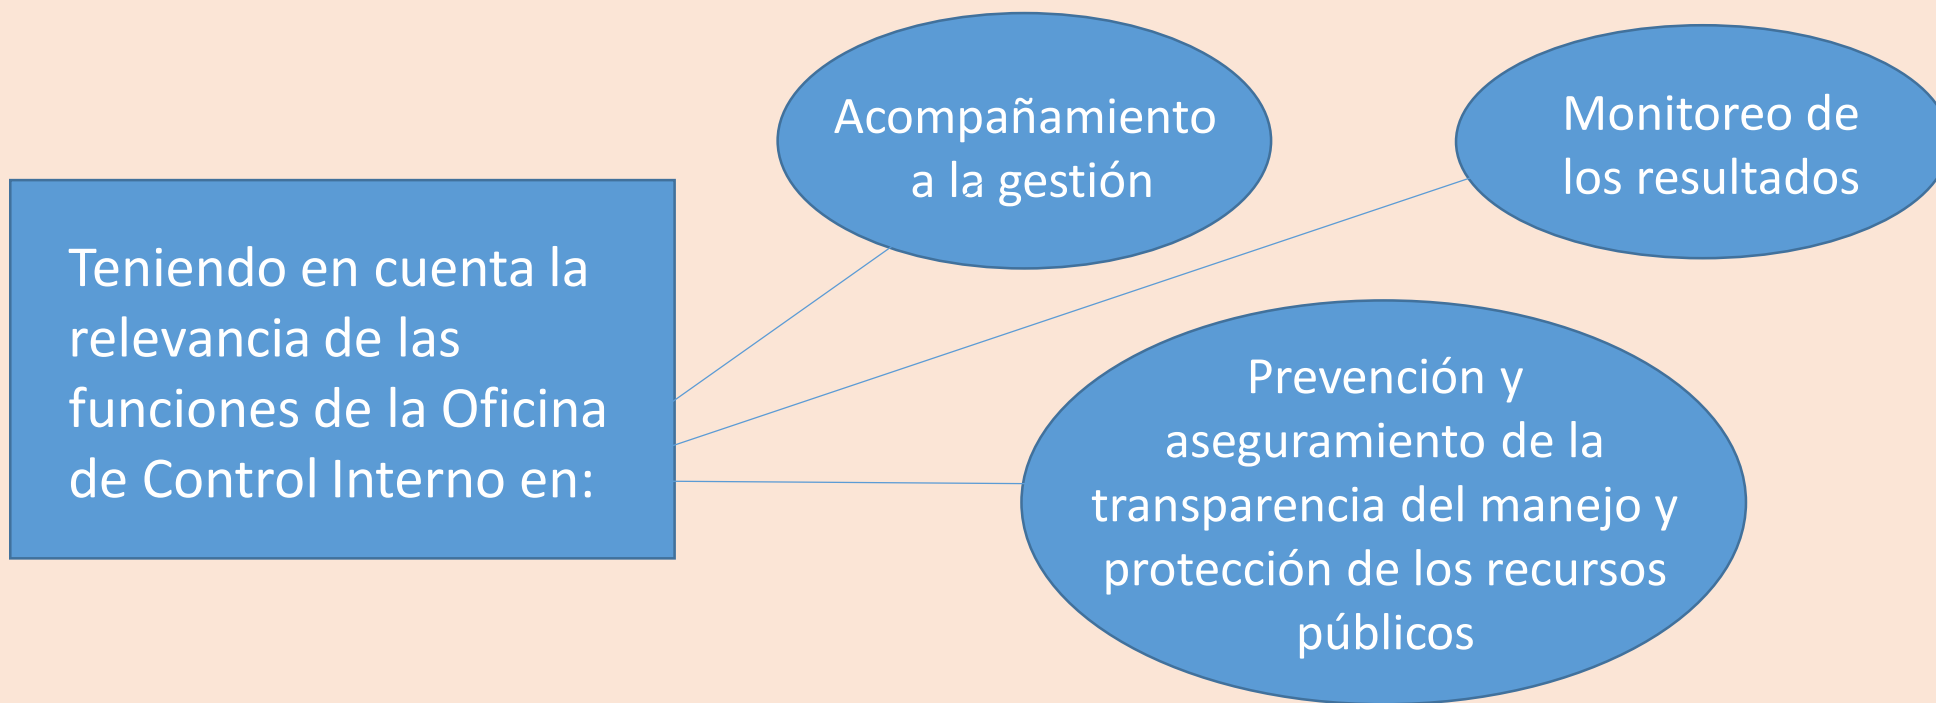 Teniendo en cuenta la
relevancia de las
funciones de la Oficina
de Control Interno en:
Acompañamiento
a la gestión
Monitoreo de
los resultados
Prevención y
aseguramiento de la
transparencia del manejo y
protección de los recursos
públicos